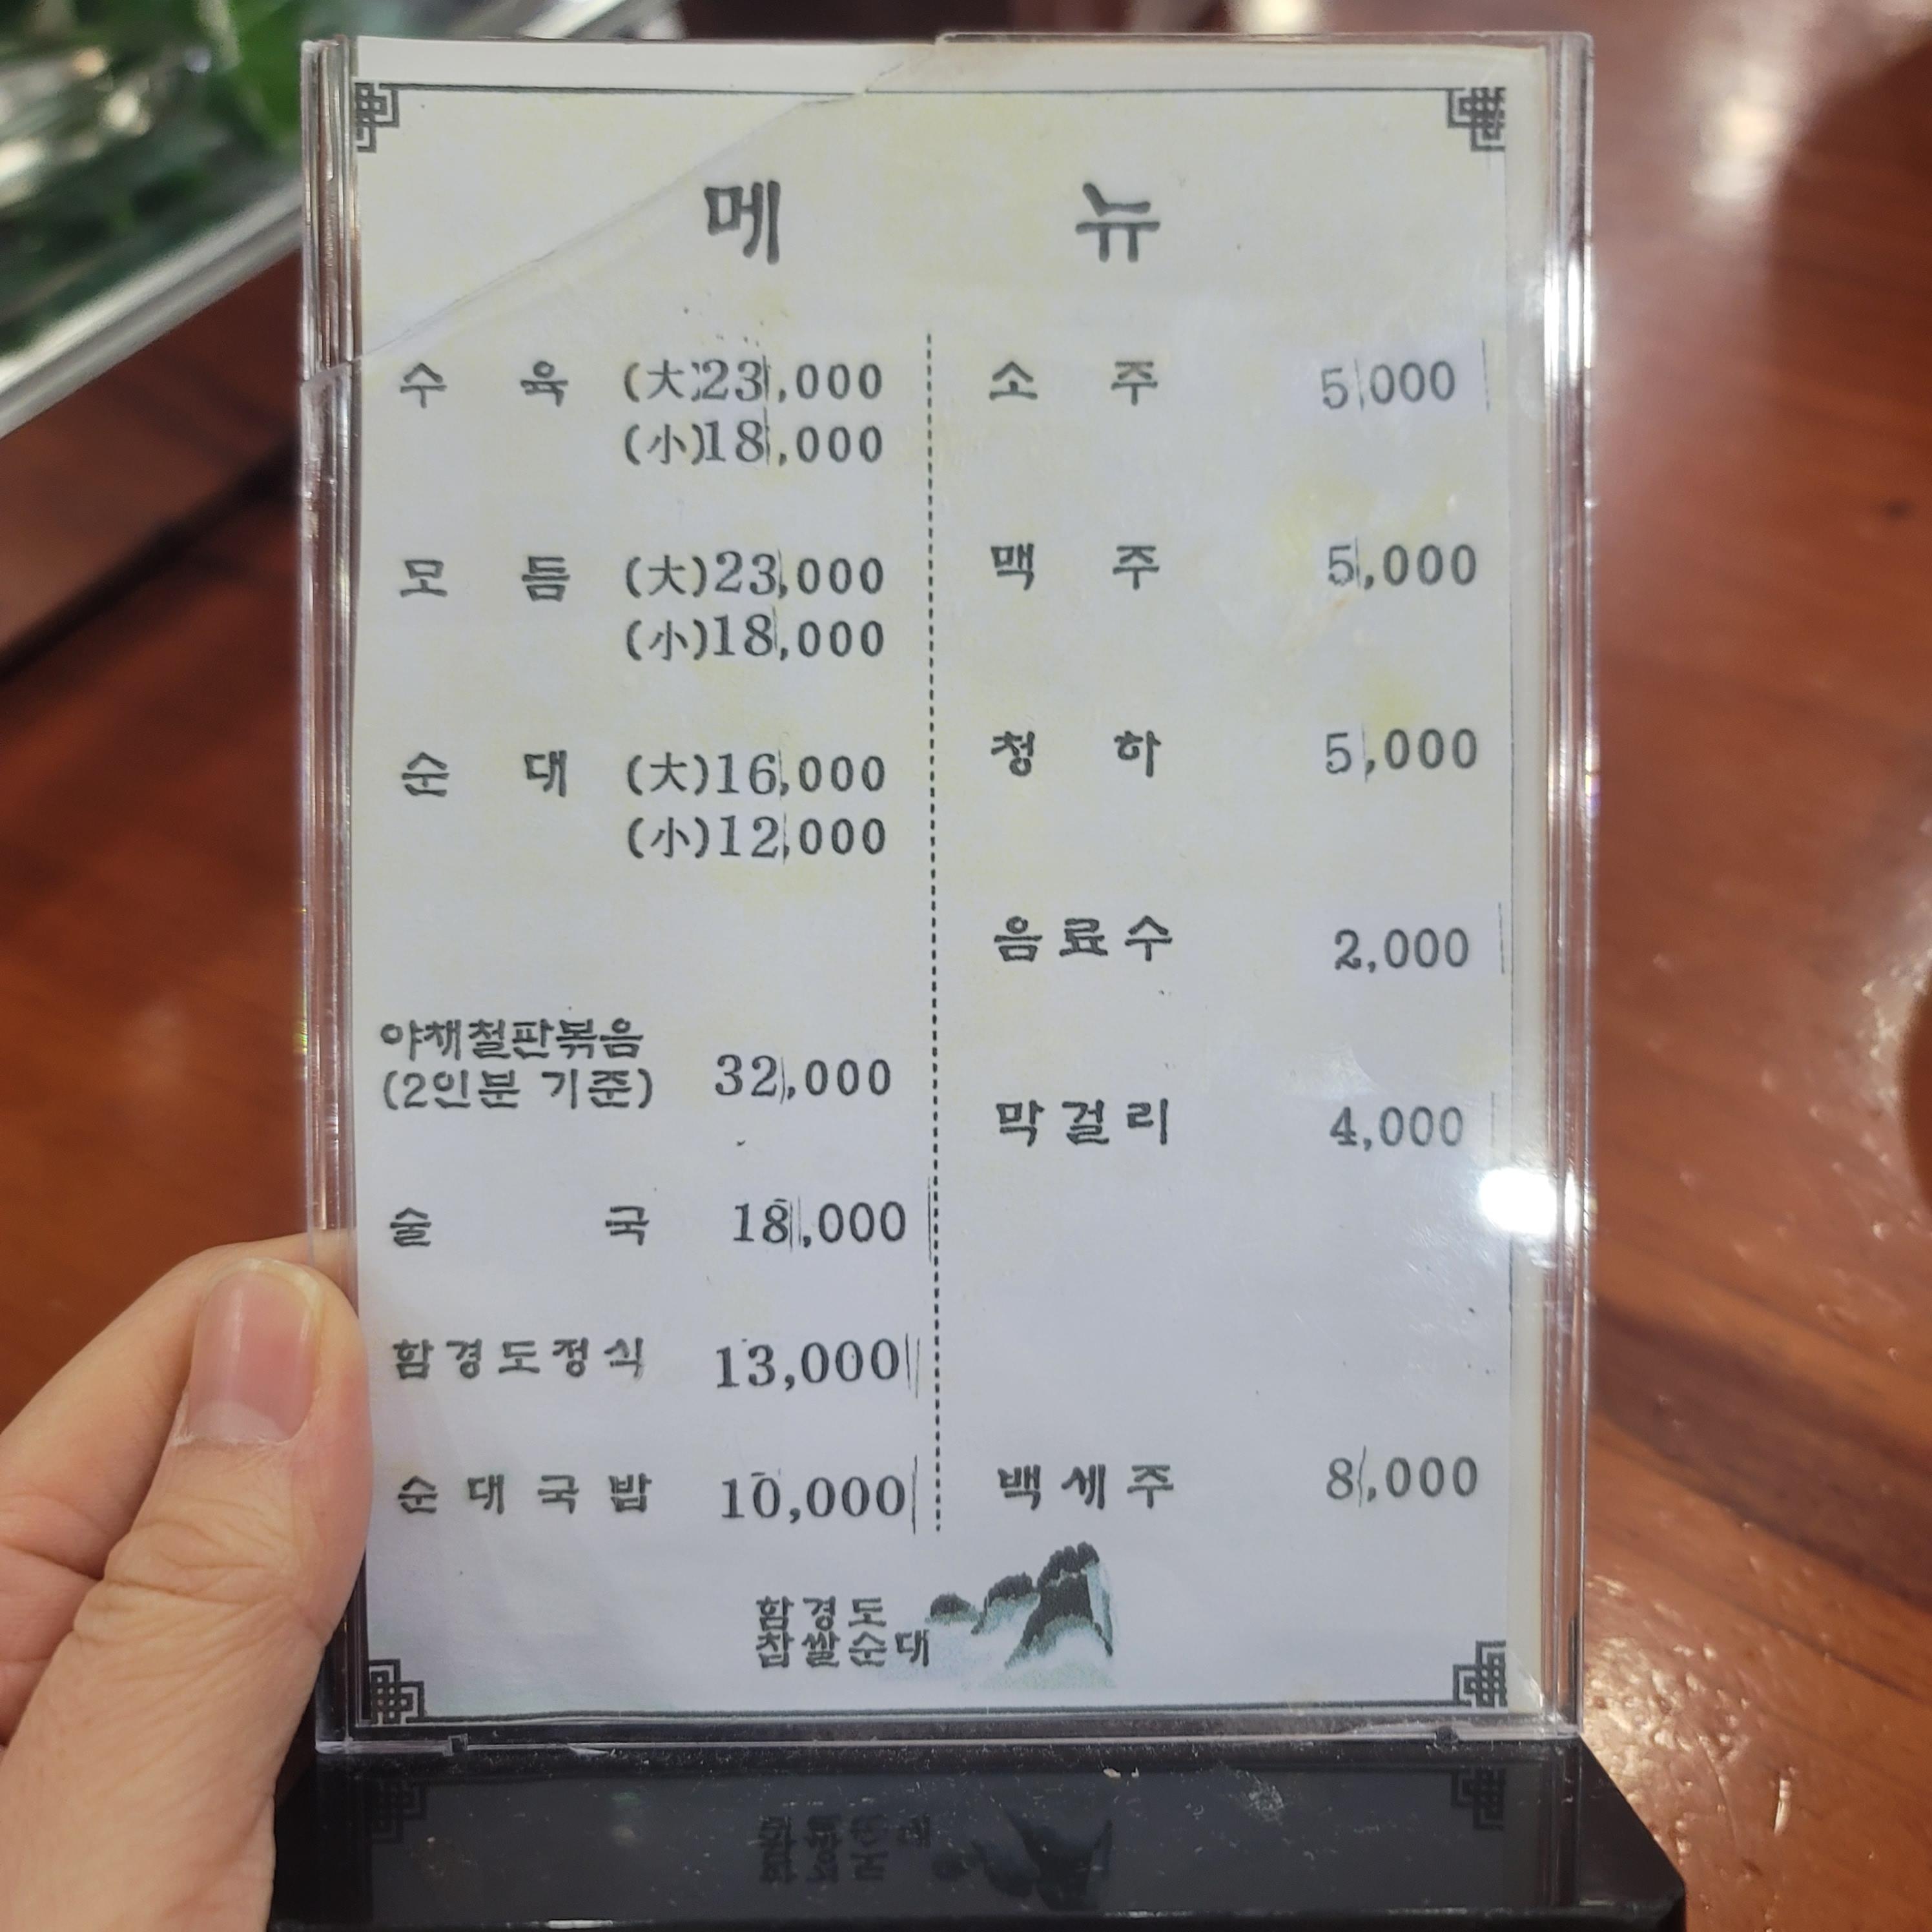 메 뉴
수 육 (大)23,000
(小)18,000
모 듬 (大)23,000
(小)18,000
순 대 (大)16,000
(小)12,000
야채철판볶음
(2인분 기준) 32,000
술 국 18,000
함경도정식 13,000
순대국밥 10,000
소 주 5,000
맥 주 5,000
청 하 5,000
음료수 2,000
막걸리 4,000
백세주 8,000
함경도
찹쌀순대